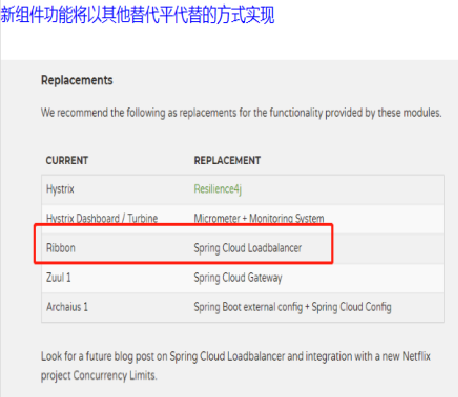 新组件功能将以其他替代平代替的方式实现
Replacements
We recommend the following as replacements for the functionality provided by these modules.
CURRENT REPLACEMENT
Hystrix Resilience4j
Hystrix Dashboard / Turbine Micrometer + Monitoring System
Ribbon Spring Cloud Loadbalancer
Zuul 1 Spring Cloud Gateway
Archaius 1 Spring Boot external config + Spring Cloud Config
Look for a future blog post on Spring Cloud Loadbalancer and integration with a new Netflix
project Concurrency Limits.